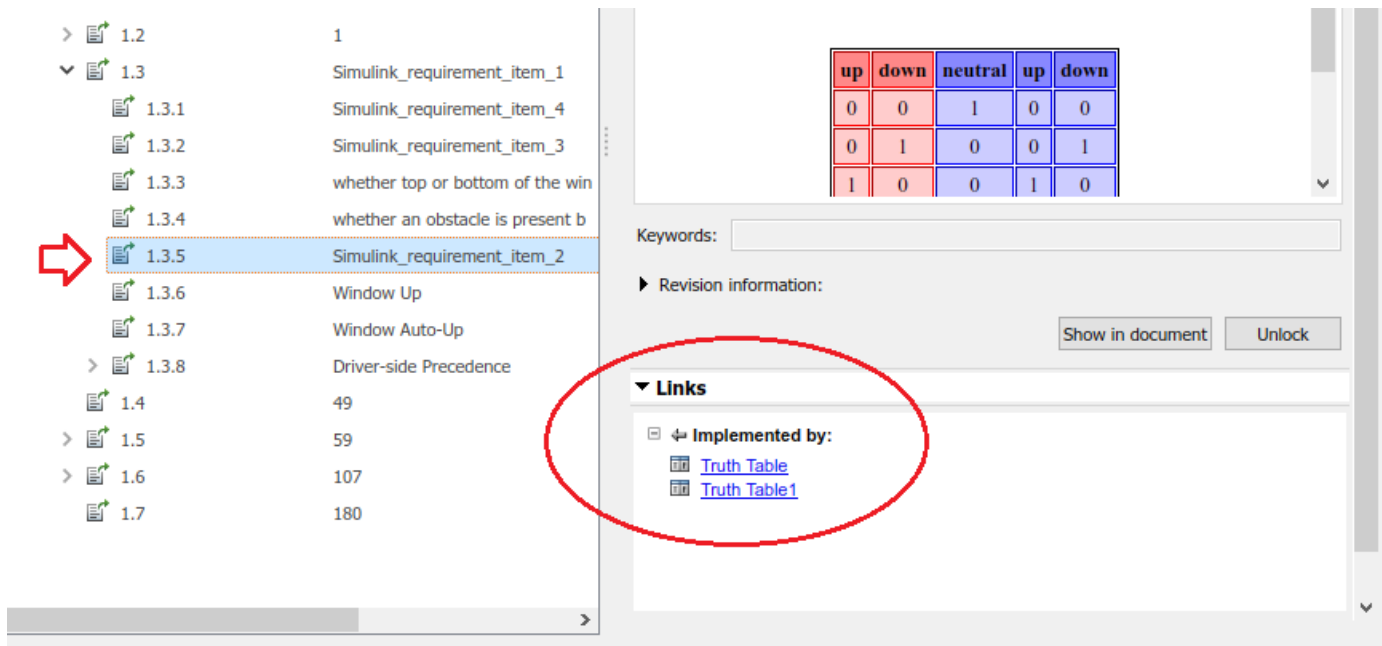 1.2 1
1.3 Simulink_requirement_item_1
1.3.1 Simulink_requirement_item_4
1.3.2 Simulink_requirement_item_3
1.3.3 whether top or bottom of the win
1.3.4 whether an obstacle is present b
1.3.5 Simulink_requirement_item_2
1.3.6 Window Up
1.3.7 Window Auto-Up
1.3.8 Driver-side Precedence
1.4 49
1.5 59
1.6 107
1.7 180
up down neutral up down
0 0 1 0 0
0 1 0 0 1
1 0 0 1 0
Keywords:
Revision information:
Show in document Unlock
Links
Implemented by:
Truth Table
Truth Table1